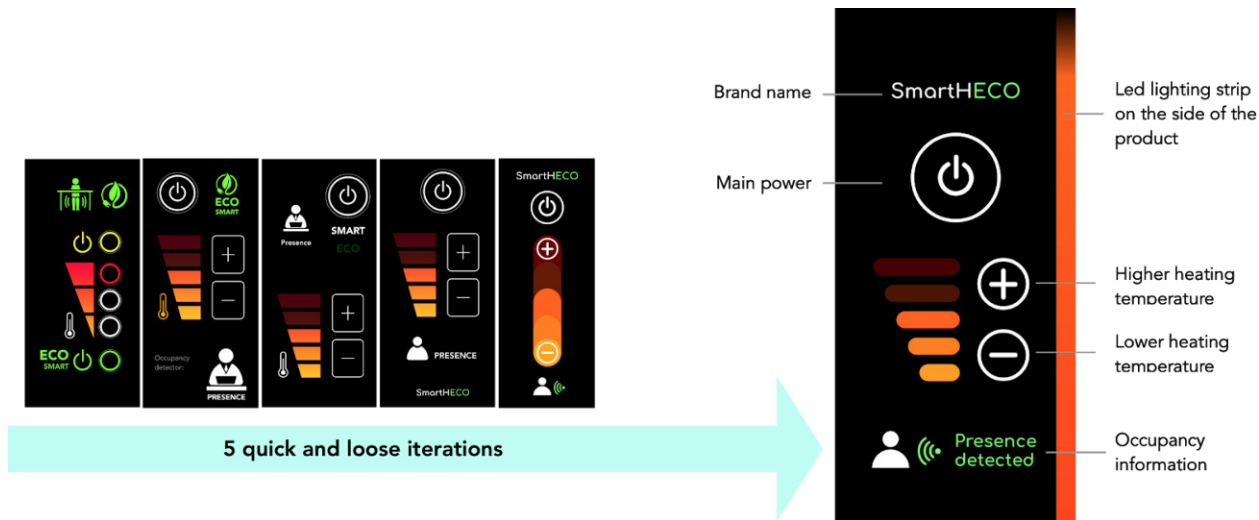 ECO
SMART
ECO
SMART
Occupancy
detector:
PRESENCE
Presence
SMART
ECO
PRESENCE
SmartHECO
SmartHECO
5 quick and loose iterations
Brand name
SmartHECO
Led lighting strip
on the side of the
product
Main power
Higher heating
temperature
Lower heating
temperature
Presence
detected
Occupancy
information